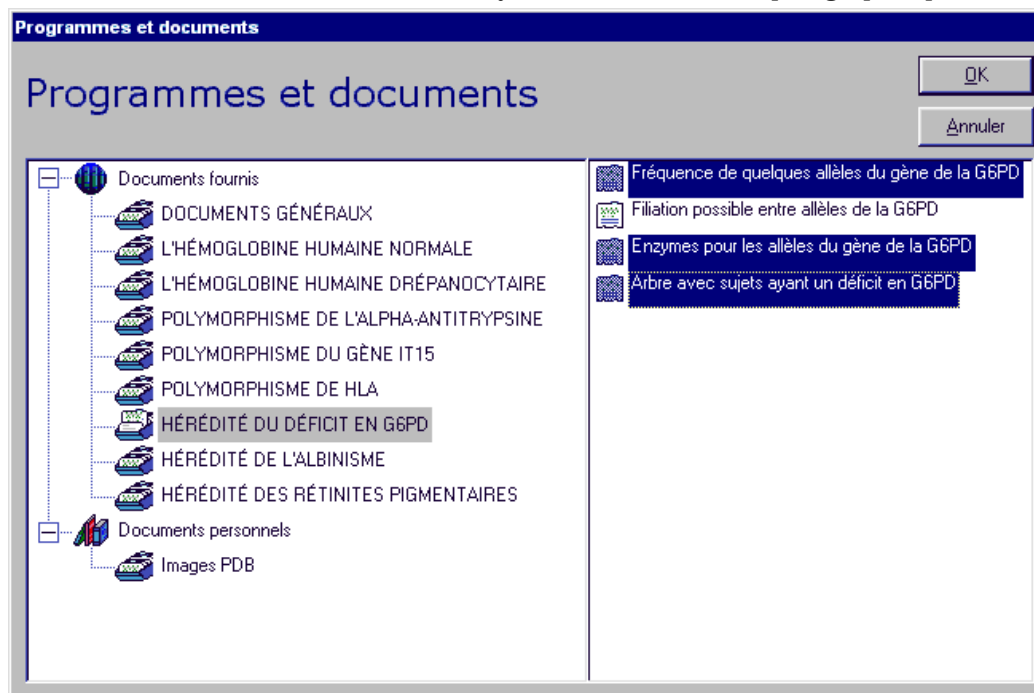 Programmes et documents
Programmes et documents
OK
Annuler
Documents fournis
DOCUMENTS GÉNÉRAUX
L'HÉMOGLOBINE HUMAINE NORMALE
L'HÉMOGLOBINE HUMAINE DRÉPANOCYTAIRE
POLYMORPHISME DE L'ALPHA-ANTITRYPSINE
POLYMORPHISME DU GÈNE IT15
POLYMORPHISME DE HLA
HÉRÉDITÉ DU DÉFICIT EN G6PD
HÉRÉDITÉ DE L'ALBINISME
HÉRÉDITÉ DES RÉTINITES PIGMENTAIRES
Documents personnels
Images PDB
Fréquence de quelques allèles du gène de la G6PD
Filiation possible entre allèles de la G6PD
Enzymes pour les allèles du gène de la G6PD
Arbre avec sujets ayant un déficit en G6PD